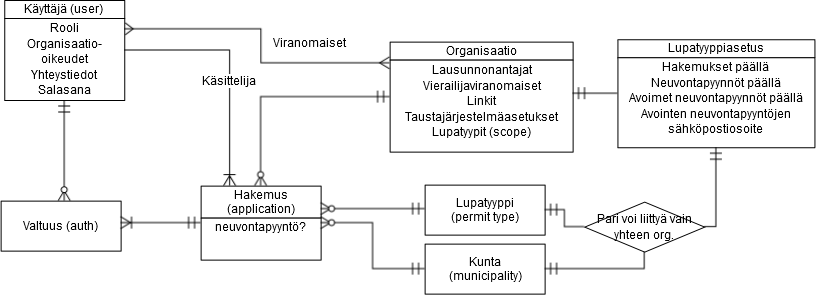 Käyttäjä (user)
Rooli
Organisaatio-
oikeudet
Yhteystiedot
Salasana
Viranomaiset
Käsittelija
Organisaatio
Lausunnonantajat
Vierailijaviranomaiset
Linkit
Taustajärjestelmäasetukset
Lupatyypit (scope)
Lupatyyppiasetus
Hakemukset päällä
Neuvontapyynnöt päällä
Avoimet neuvontapyynnöt päällä
Avointen neuvontapyyntöjen
sähköpostiosoite
Valtuus (auth)
Hakemus
(application)
neuvontapyyntö?
Lupatyyppi
(permit type)
Kunta
(municipality)
Pari voi liittyä vain
yhteen org.